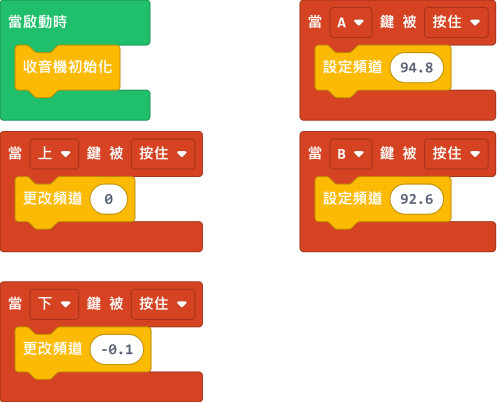 當啟動時
收音機初始化
當 A 鍵 被 按住
設定頻道 94.8
當 上 鍵 被 按住
更改頻道 0
當 B 鍵 被 按住
設定頻道 92.6
當 下 鍵 被 按住
更改頻道 -0.1